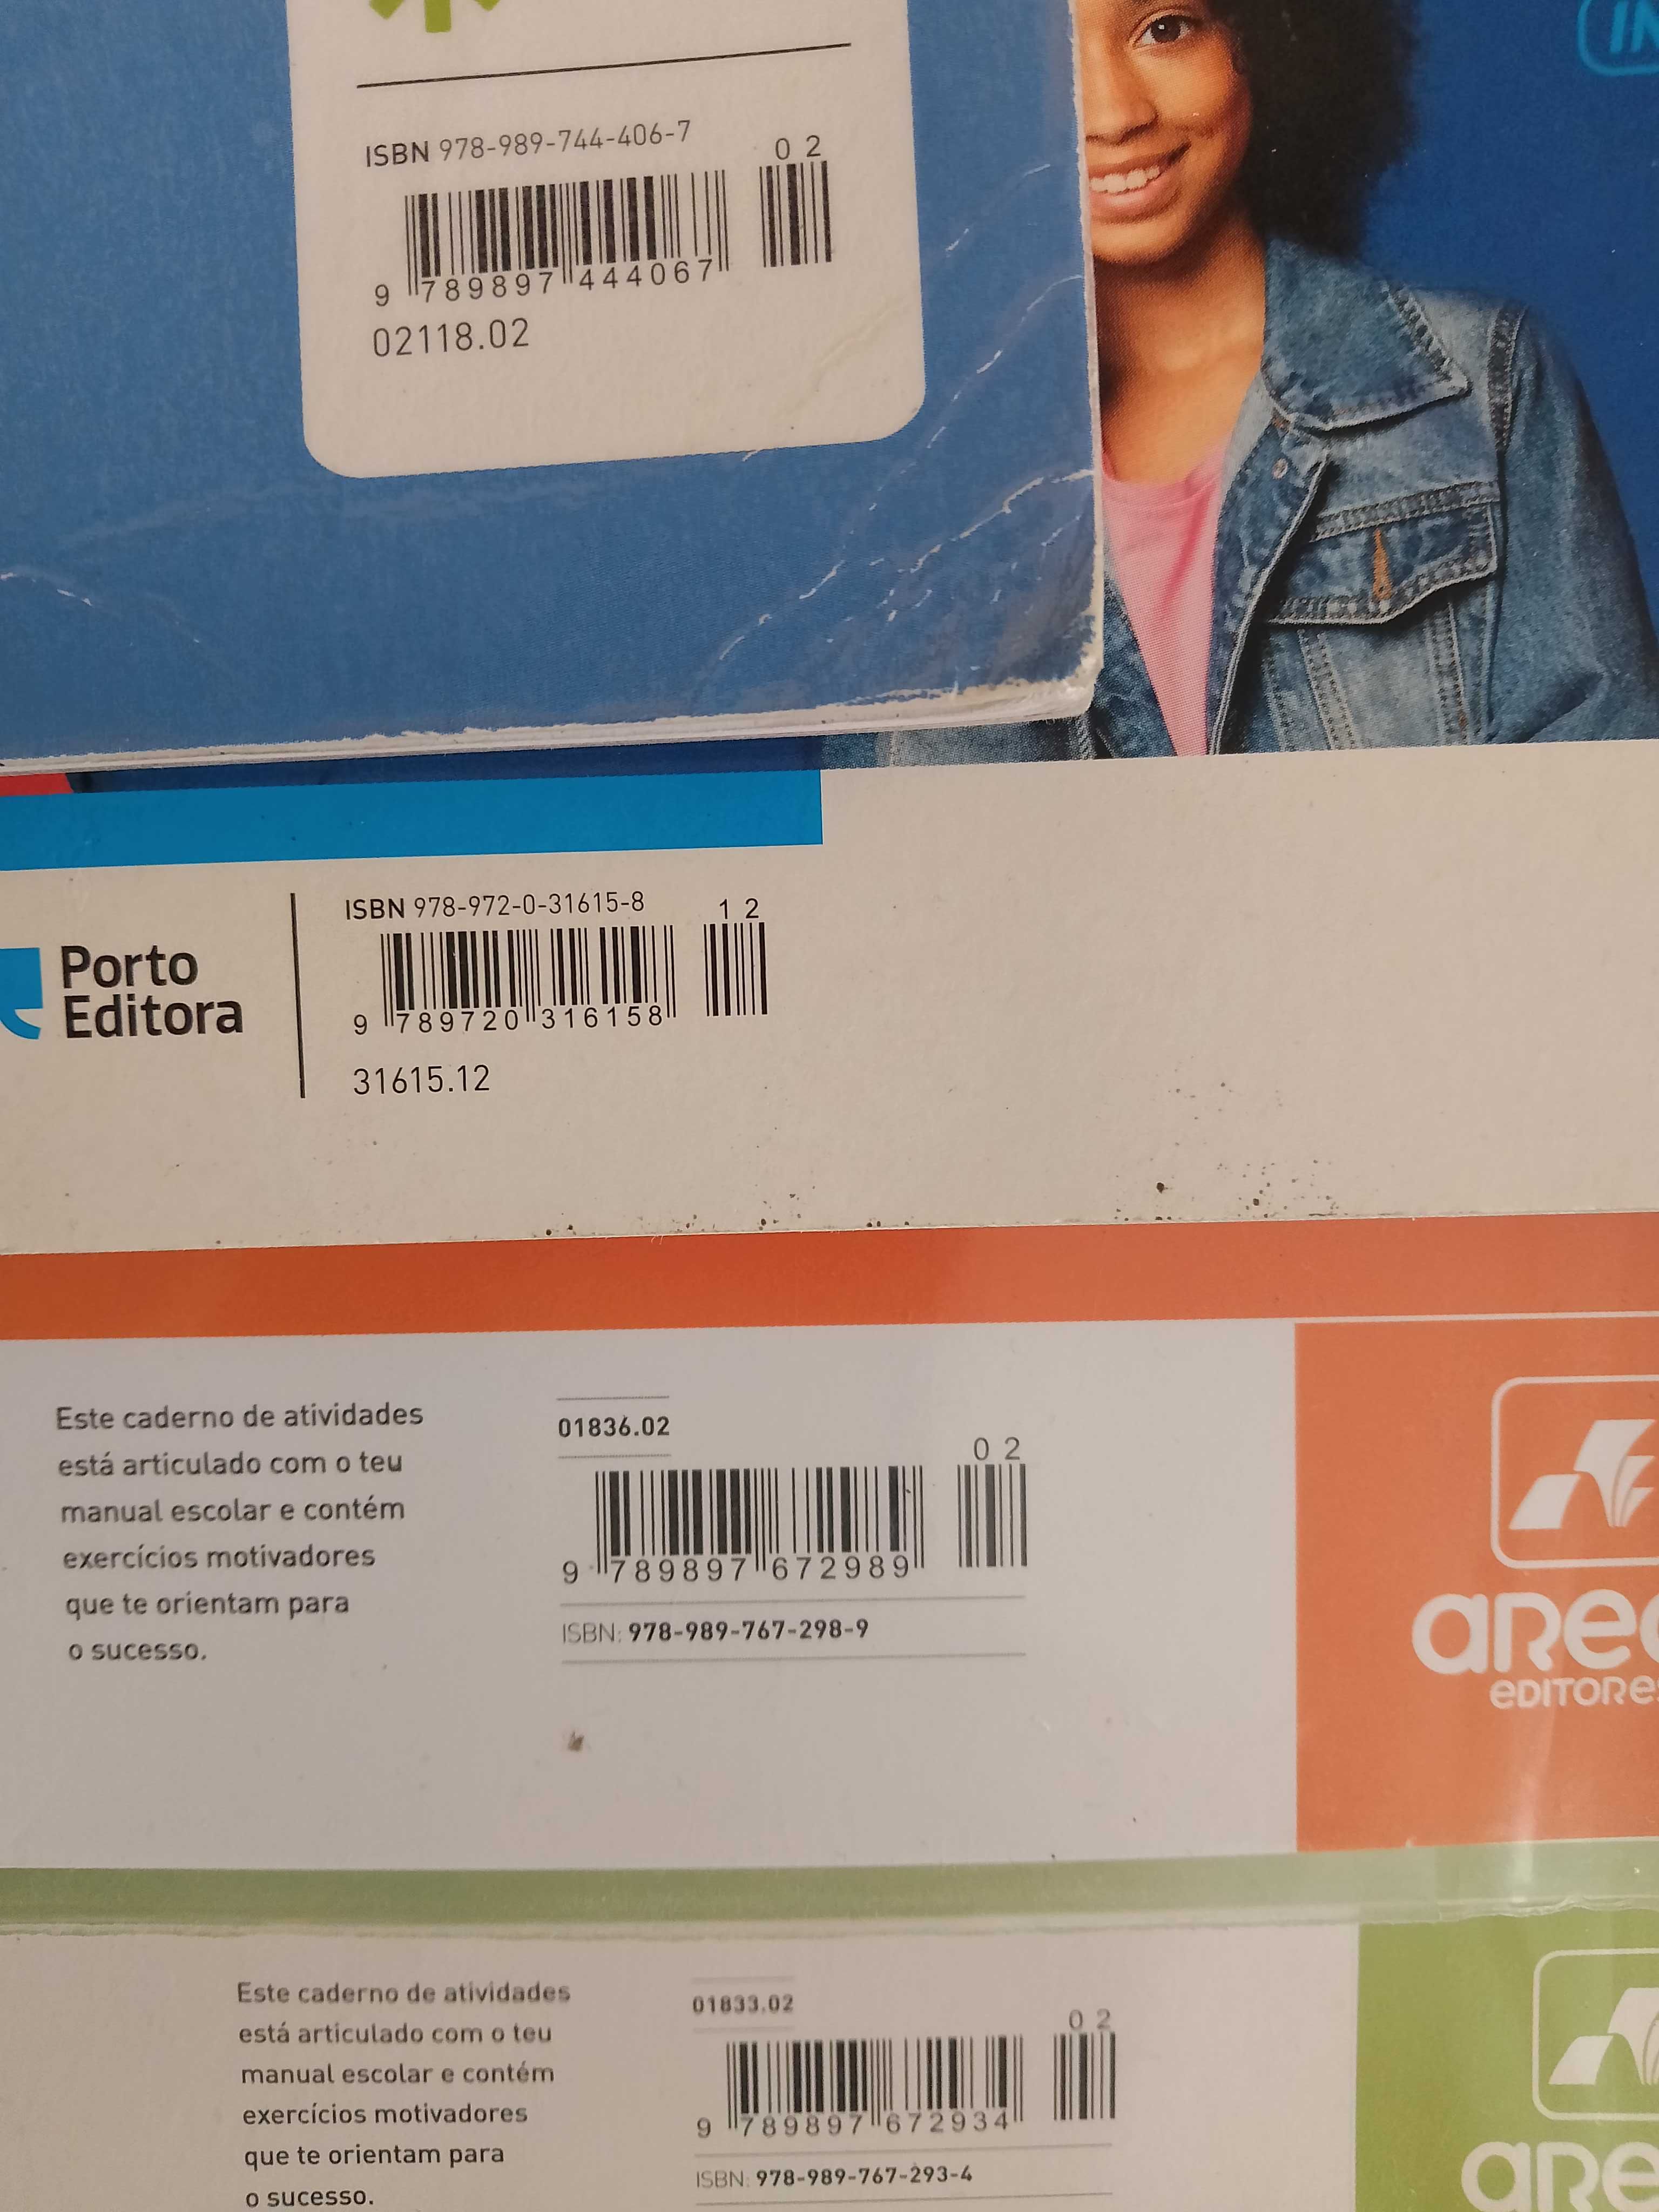 IN
ISBN 978-989-744-406-7
0 2
9 789897 444067
02118.02
Porto
Editora
ISBN 978-972-0-31615-8
1 2
9 789720 316158
31615.12
Este caderno de atividades
está articulado com o teu
manual escolar e contém
exercícios motivadores
que te orientam para
o sucesso.
01836.02
0 2
9 789897 672989
ISBN: 978-989-767-298-9
EDITORES
Este caderno de atividades
está articulado com o teu
manual escolar e contém
exercícios motivadores
que te orientam para
o sucesso.
01833.02
0 2
9 789897 672934
ISBN: 978-989-767-293-4